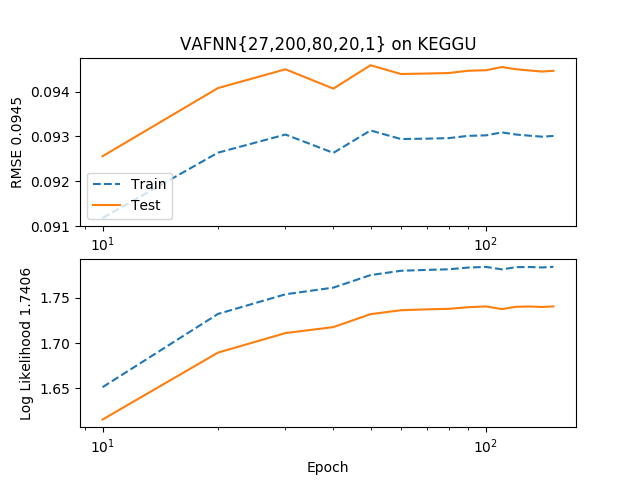 VAFNN{27,200,80,20,1} on KEGGU
RMSE 0.0945
0.094
0.093
0.092
0.091
Train
Test
10¹
10²
Log Likelihood 1.7406
1.75
1.70
1.65
10¹
10²
Epoch